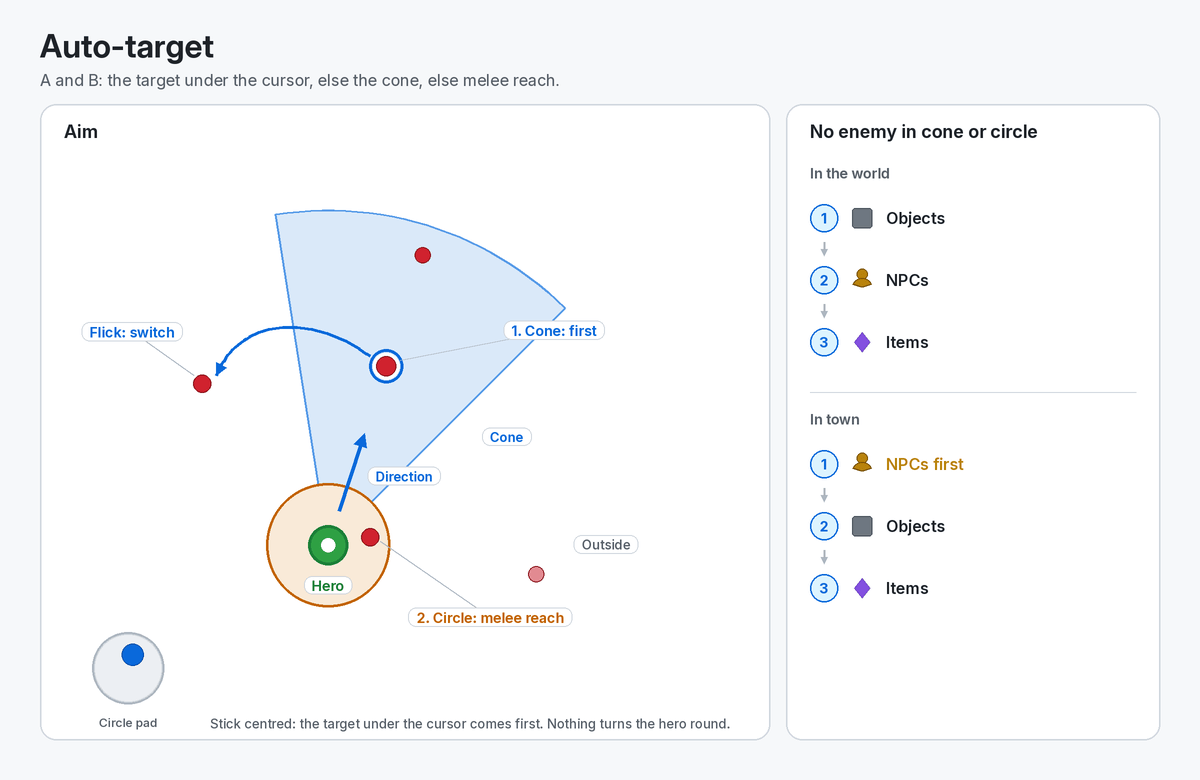 Auto-target
A and B: the target under the cursor, else the cone, else melee reach.
Aim
Flick: switch
1. Cone: first
Cone
Direction
Outside
Hero
2. Circle: melee reach
Circle pad
Stick centred: the target under the cursor comes first. Nothing turns the hero round.
No enemy in cone or circle
In the world
1 Objects
2 NPCs
3 Items
In town
1 NPCs first
2 Objects
3 Items